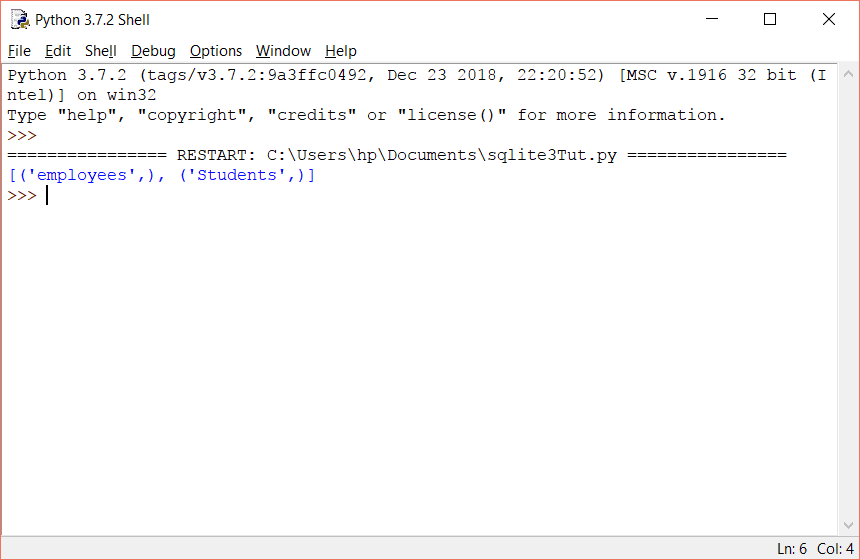 Python 3.7.2 Shell
File Edit Shell Debug Options Window Help
Python 3.7.2 (tags/v3.7.2:9a3ffc0492, Dec 23 2018, 22:20:52) [MSC v.1916 32 bit (I
ntel)] on win32
Type "help", "copyright", "credits" or "license()" for more information.
>>>
================ RESTART: C:\Users\hp\Documents\sqlite3Tut.py ================
[('employees',), ('Students',)]
>>>
Ln: 6 Col: 4